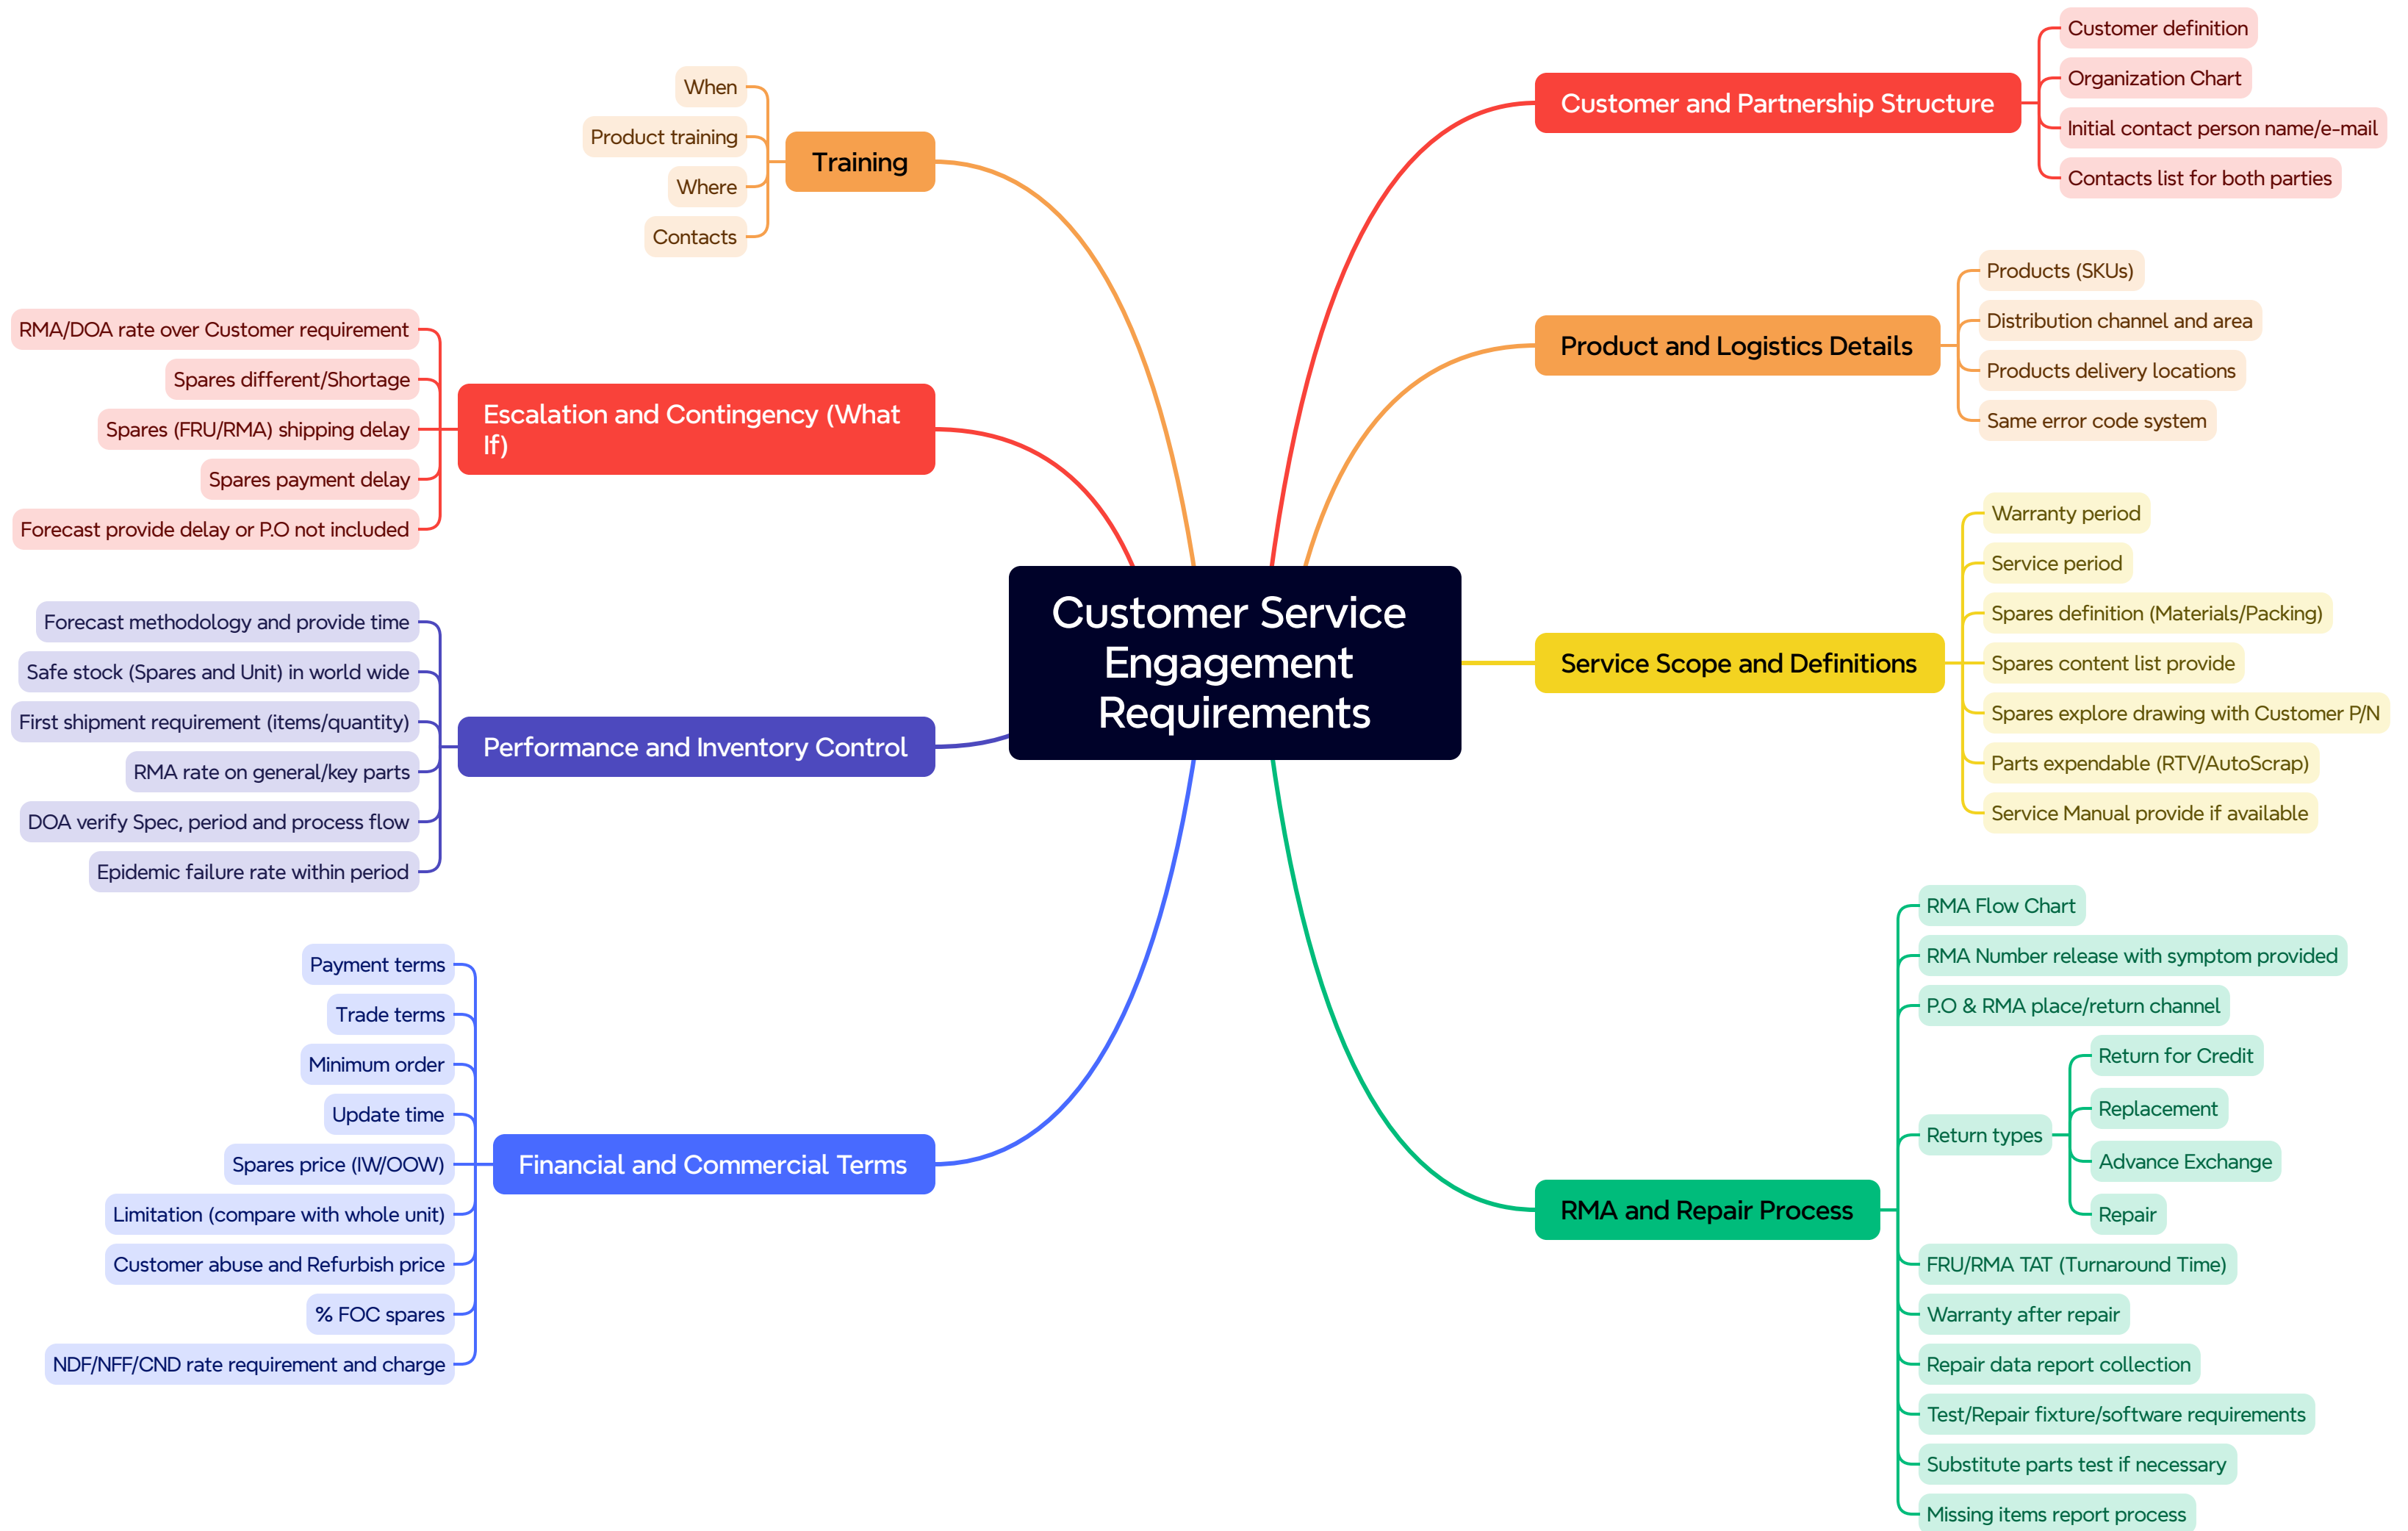 Customer Service
Engagement
Requirements
Customer and Partnership Structure
Customer definition
Organization Chart
Initial contact person name/e-mail
Contacts list for both parties
Product and Logistics Details
Products (SKUs)
Distribution channel and area
Products delivery locations
Same error code system
Service Scope and Definitions
Warranty period
Service period
Spares definition (Materials/Packing)
Spares content list provide
Spares explore drawing with Customer P/N
Parts expendable (RTV/AutoScrap)
Service Manual provide if available
RMA and Repair Process
RMA Flow Chart
RMA Number release with symptom provided
P.O & RMA place/return channel
Return types
Return for Credit
Replacement
Advance Exchange
Repair
FRU/RMA TAT (Turnaround Time)
Warranty after repair
Repair data report collection
Test/Repair fixture/software requirements
Substitute parts test if necessary
Missing items report process
Training
When
Product training
Where
Contacts
Escalation and Contingency (What
If)
RMA/DOA rate over Customer requirement
Spares different/Shortage
Spares (FRU/RMA) shipping delay
Spares payment delay
Forecast provide delay or P.O not included
Performance and Inventory Control
Forecast methodology and provide time
Safe stock (Spares and Unit) in world wide
First shipment requirement (items/quantity)
RMA rate on general/key parts
DOA verify Spec, period and process flow
Epidemic failure rate within period
Financial and Commercial Terms
Payment terms
Trade terms
Minimum order
Update time
Spares price (IW/OOW)
Limitation (compare with whole unit)
Customer abuse and Refurbish price
% FOC spares
NDF/NFF/CND rate requirement and charge